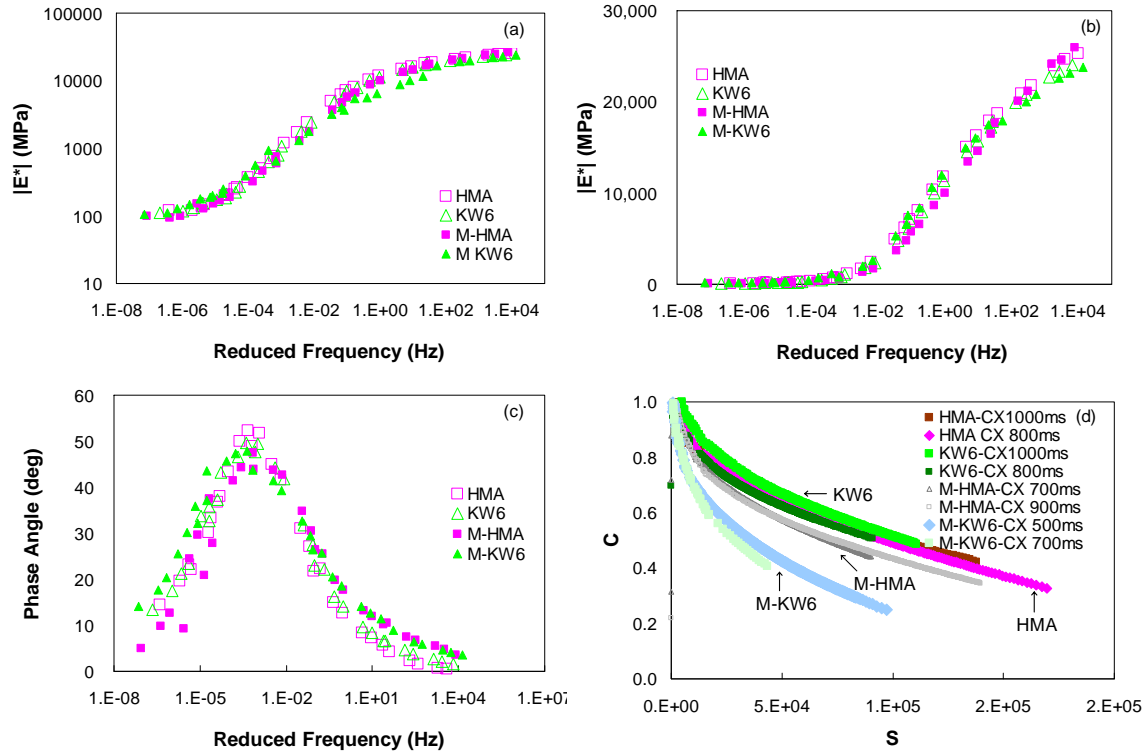 (a)
100000
10000
1000
100
10
|E*| (MPa)
HMA
KW6
M-HMA
M KW6
1.E-08 1.E-06 1.E-04 1.E-02 1.E+00 1.E+02 1.E+04
Reduced Frequency (Hz)
(b)
30,000
20,000
10,000
0
|E*| (MPa)
HMA
KW6
M-HMA
M-KW6
1.E-08 1.E-06 1.E-04 1.E-02 1.E+00 1.E+02 1.E+04
Reduced Frequency (Hz)
(c)
60
50
40
30
20
10
0
Phase Angle (deg)
HMA
KW6
M-HMA
M-KW6
1.E-08 1.E-05 1.E-02 1.E+01 1.E+04 1.E+07
Reduced Frequency (Hz)
(d)
1.0
0.8
0.6
0.4
0.2
0.0
C
HMA-CX1000ms
HMA CX 800ms
KW6-CX1000ms
KW6-CX 800ms
M-HMA-CX 700ms
M-HMA-CX 900ms
M-KW6-CX 500ms
M-KW6-CX 700ms
KW6
M-HMA
M-KW6
HMA
0.E+00 5.E+04 1.E+05 2.E+05 2.E+05
S